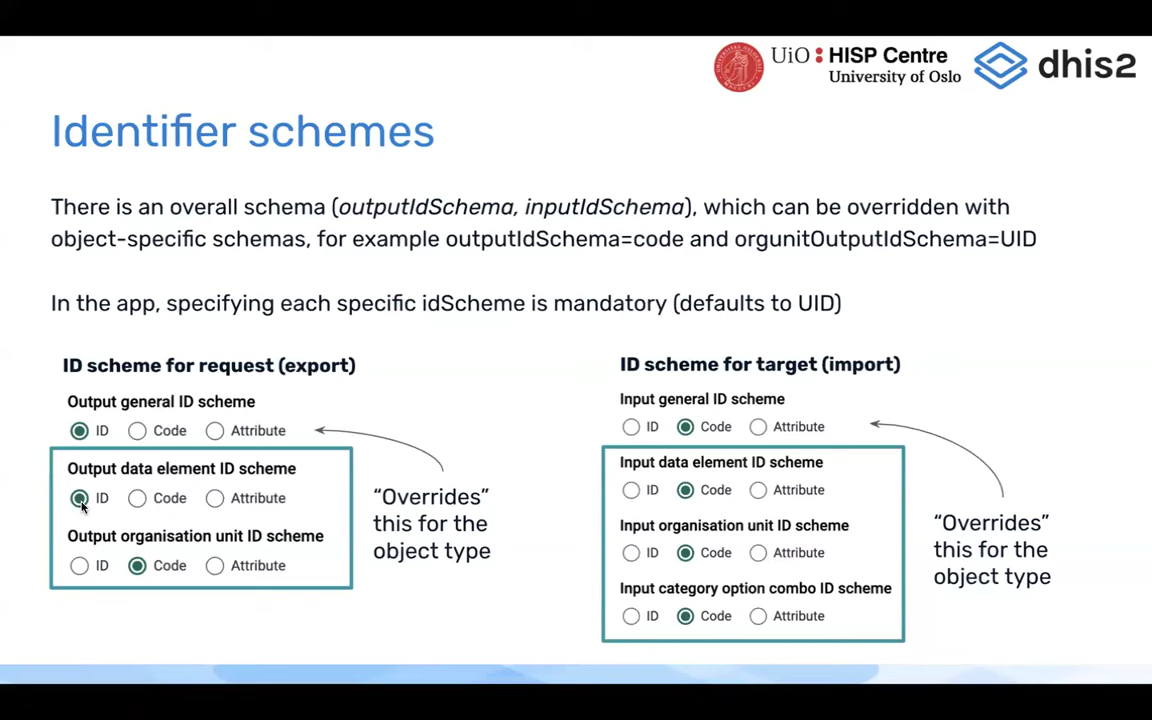 UiO HISP Centre
University of Oslo
dhis2
Identifier schemes
There is an overall schema (outputIdSchema, inputIdSchema), which can be overridden with
object-specific schemas, for example outputIdSchema=code and orgunitOutputIdSchema=UID
In the app, specifying each specific idScheme is mandatory (defaults to UID)
ID scheme for request (export)
Output general ID scheme
ID Code Attribute
Output data element ID scheme
ID Code Attribute
Output organisation unit ID scheme
ID Code Attribute
“Overrides”
this for the
object type
ID scheme for target (import)
Input general ID scheme
ID Code Attribute
Input data element ID scheme
ID Code Attribute
Input organisation unit ID scheme
ID Code Attribute
Input category option combo ID scheme
ID Code Attribute
“Overrides”
this for the
object type